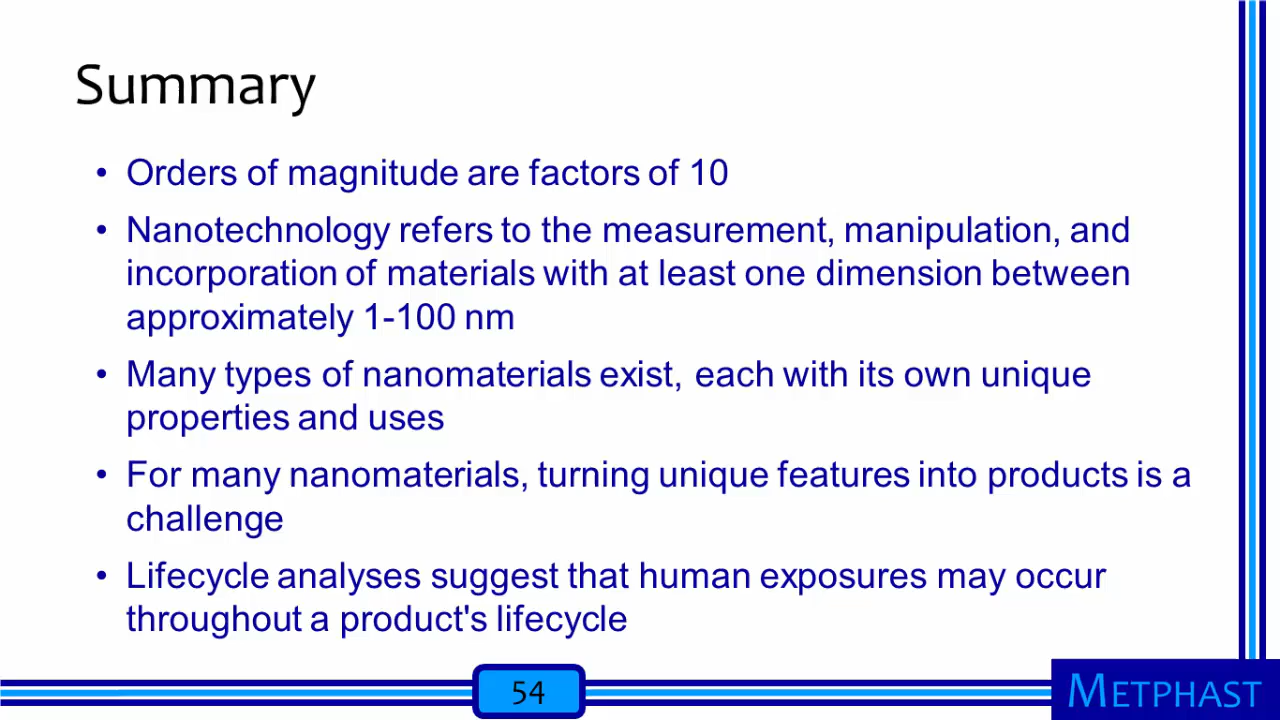 Summary
• Orders of magnitude are factors of 10
• Nanotechnology refers to the measurement, manipulation, and
incorporation of materials with at least one dimension between
approximately 1-100 nm
• Many types of nanomaterials exist, each with its own unique
properties and uses
• For many nanomaterials, turning unique features into products is a
challenge
• Lifecycle analyses suggest that human exposures may occur
throughout a product's lifecycle
54
METPHAST